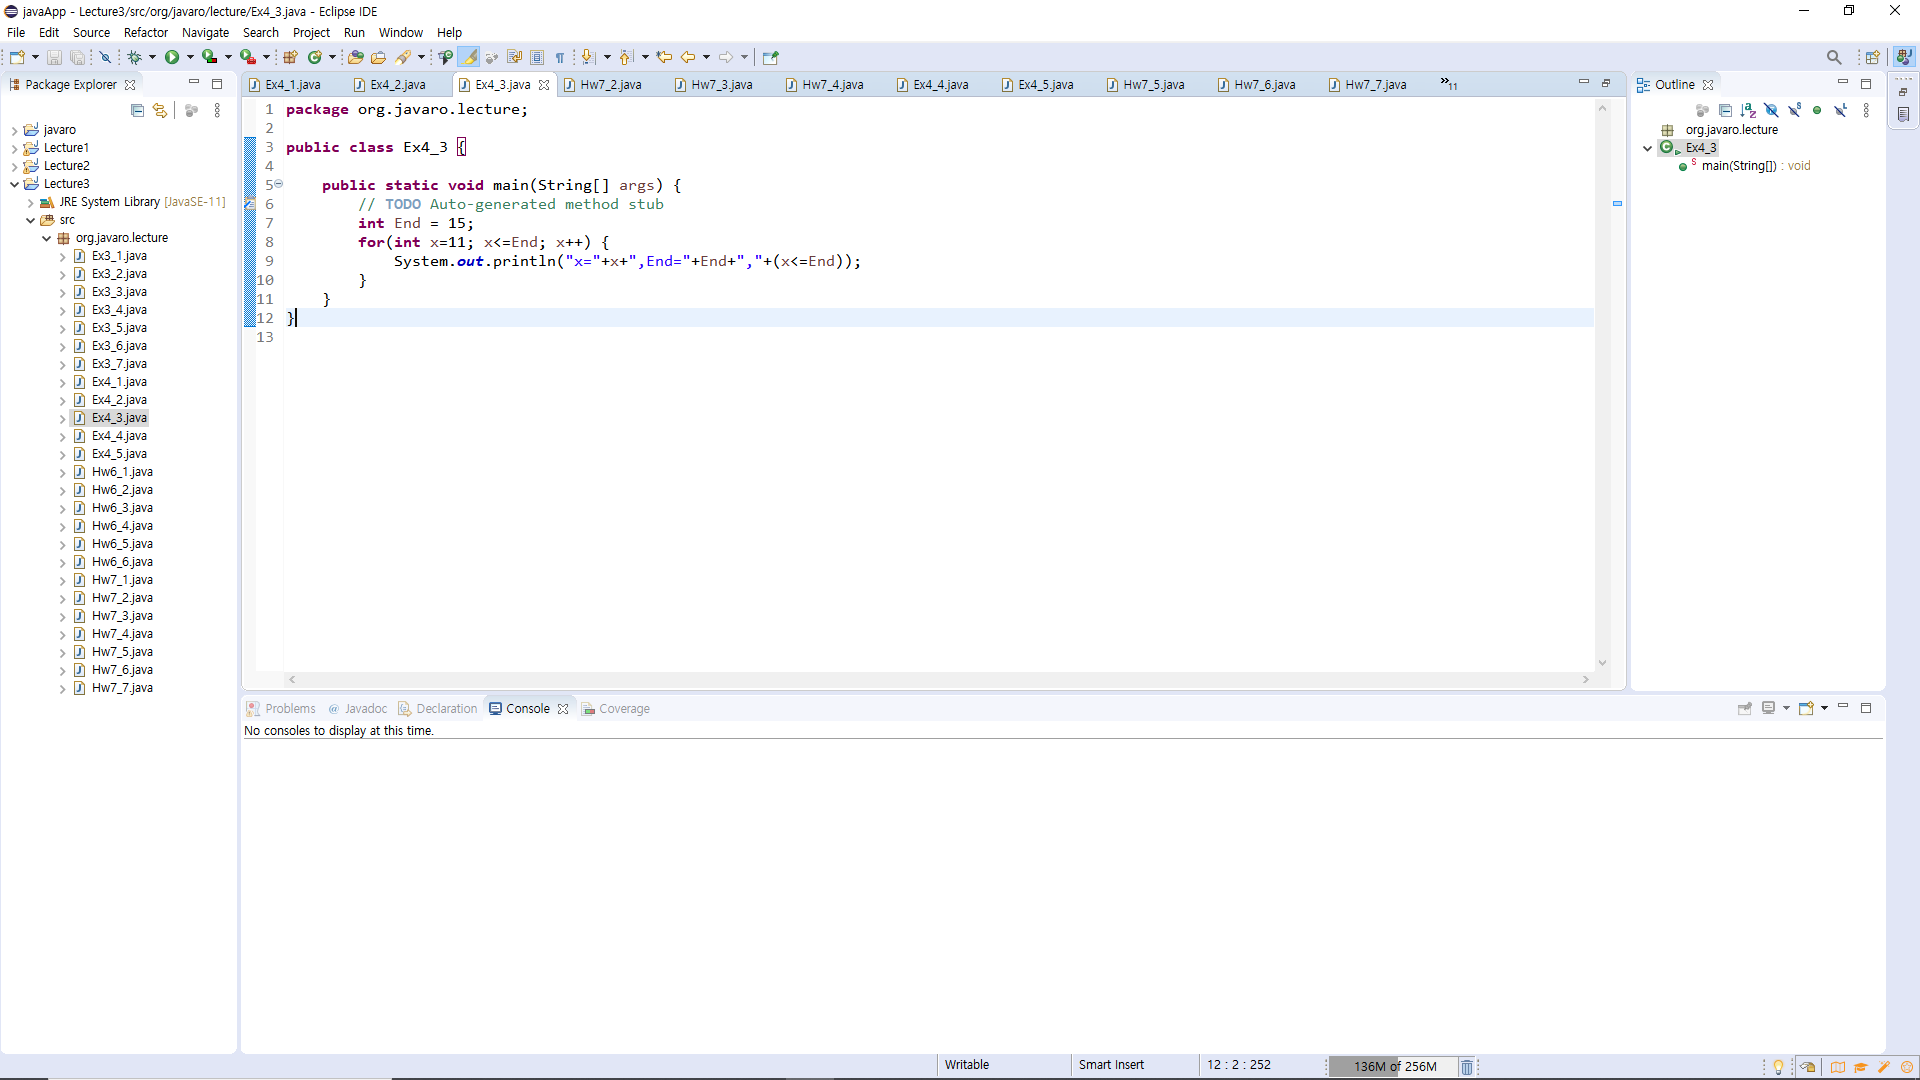 javaApp - Lecture3/src/org/javaro/lecture/Ex4_3.java - Eclipse IDE
File Edit Source Refactor Navigate Search Project Run Window Help
Package Explorer
javaro
Lecture1
Lecture2
Lecture3
JRE System Library [JavaSE-11]
src
org.javaro.lecture
Ex3_1.java
Ex3_2.java
Ex3_3.java
Ex3_4.java
Ex3_5.java
Ex3_6.java
Ex3_7.java
Ex4_1.java
Ex4_2.java
Ex4_3.java
Ex4_4.java
Ex4_5.java
Hw6_1.java
Hw6_2.java
Hw6_3.java
Hw6_4.java
Hw6_5.java
Hw6_6.java
Hw7_1.java
Hw7_2.java
Hw7_3.java
Hw7_4.java
Hw7_5.java
Hw7_6.java
Hw7_7.java
Ex4_1.java Ex4_2.java Ex4_3.java Hw7_2.java Hw7_3.java Hw7_4.java Ex4_4.java Ex4_5.java Hw7_5.java Hw7_6.java Hw7_7.java »11
1 package org.javaro.lecture;
2
3 public class Ex4_3 {
4
5 public static void main(String[] args) {
6 // TODO Auto-generated method stub
7 int End = 15;
8 for(int x=11; x<=End; x++) {
9 System.out.println("x="+x+",End="+End+","+(x<=End));
10 }
11 }
12 }
13
Outline
org.javaro.lecture
Ex4_3
main(String[]) : void
Problems @ Javadoc Declaration Console Coverage
No consoles to display at this time.
Writable Smart Insert 12 : 2 : 252 136M of 256M